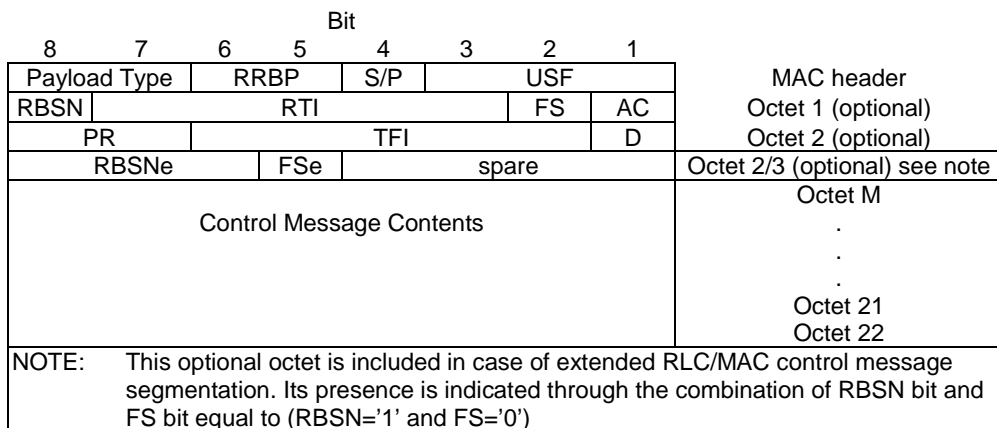 Bit
8 7 6 5 4 3 2 1
Payload Type RRBP S/P USF MAC header
RBSN RTI FS AC Octet 1 (optional)
PR TFI D Octet 2 (optional)
RBSNe FSe spare Octet 2/3 (optional) see note
Octet M
Control Message Contents .
.
.
Octet 21
Octet 22
NOTE: This optional octet is included in case of extended RLC/MAC control message
segmentation. Its presence is indicated through the combination of RBSN bit and
FS bit equal to (RBSN='1' and FS='0')